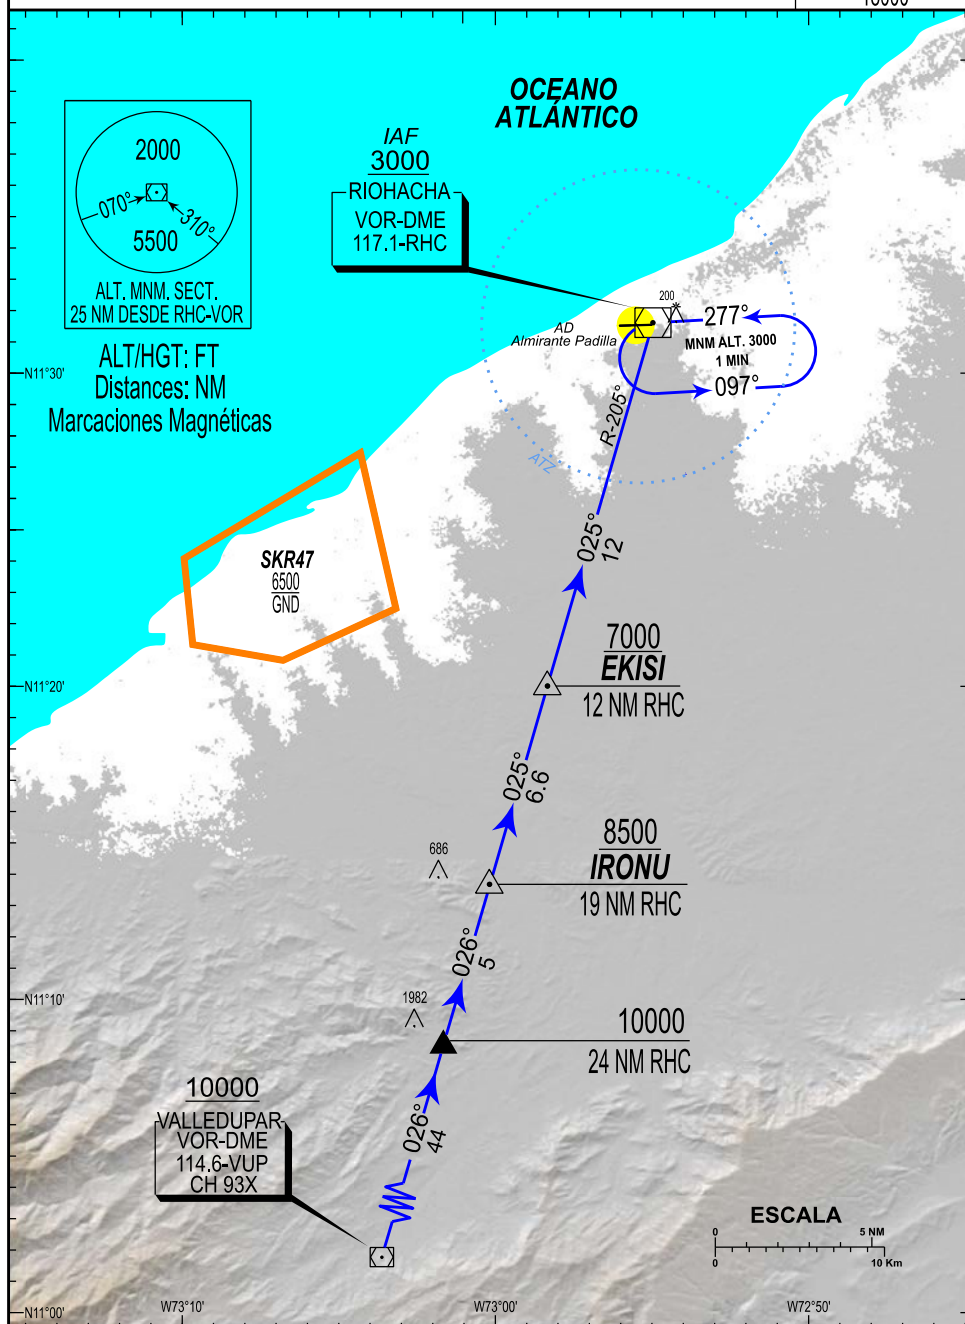 OCEANO
ATLÁNTICO
2000
070°
310°
5500
ALT. MNM. SECT.
25 NM DESDE RHC-VOR
ALT/HGT: FT
Distances: NM
Marcaciones Magnéticas
IAF
3000
RIOHACHA
VOR-DME
117.1-RHC
200
AD
Almirante Padilla
277°
MNM ALT. 3000
1 MIN
097°
R-205°
ATZ
N11°30'
SKR47
6500
GND
025°
12
7000
EKISI
12 NM RHC
N11°20'
025°
6.6
686
8500
IRONU
19 NM RHC
026°
5
N11°10'
1982
10000
24 NM RHC
026°
44
10000
VALLEDUPAR
VOR-DME
114.6-VUP
CH 93X
ESCALA
0 5 NM
0 10 Km
N11°00'
W73°10'
W73°00'
W72°50'